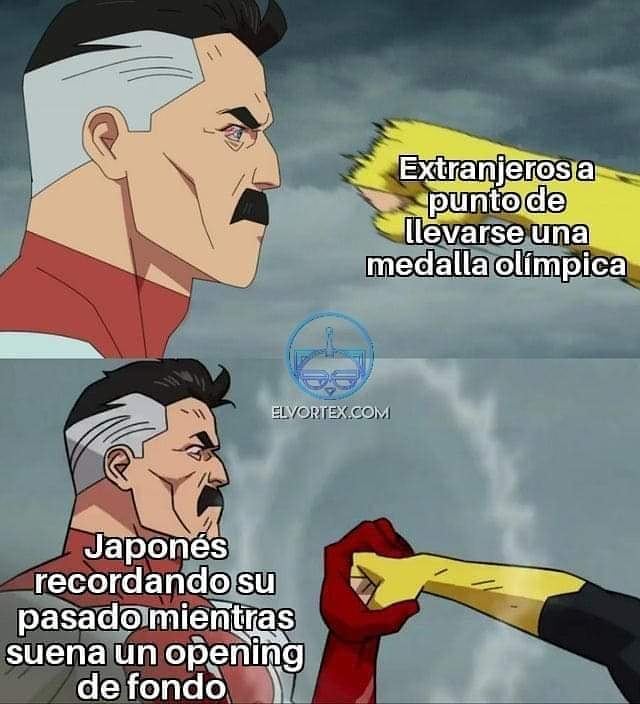 Extranjeros a
punto de
llevarse una
medalla olímpica
ELVORTEX.COM
Japonés
recordando su
pasado mientras
suena un opening
de fondo